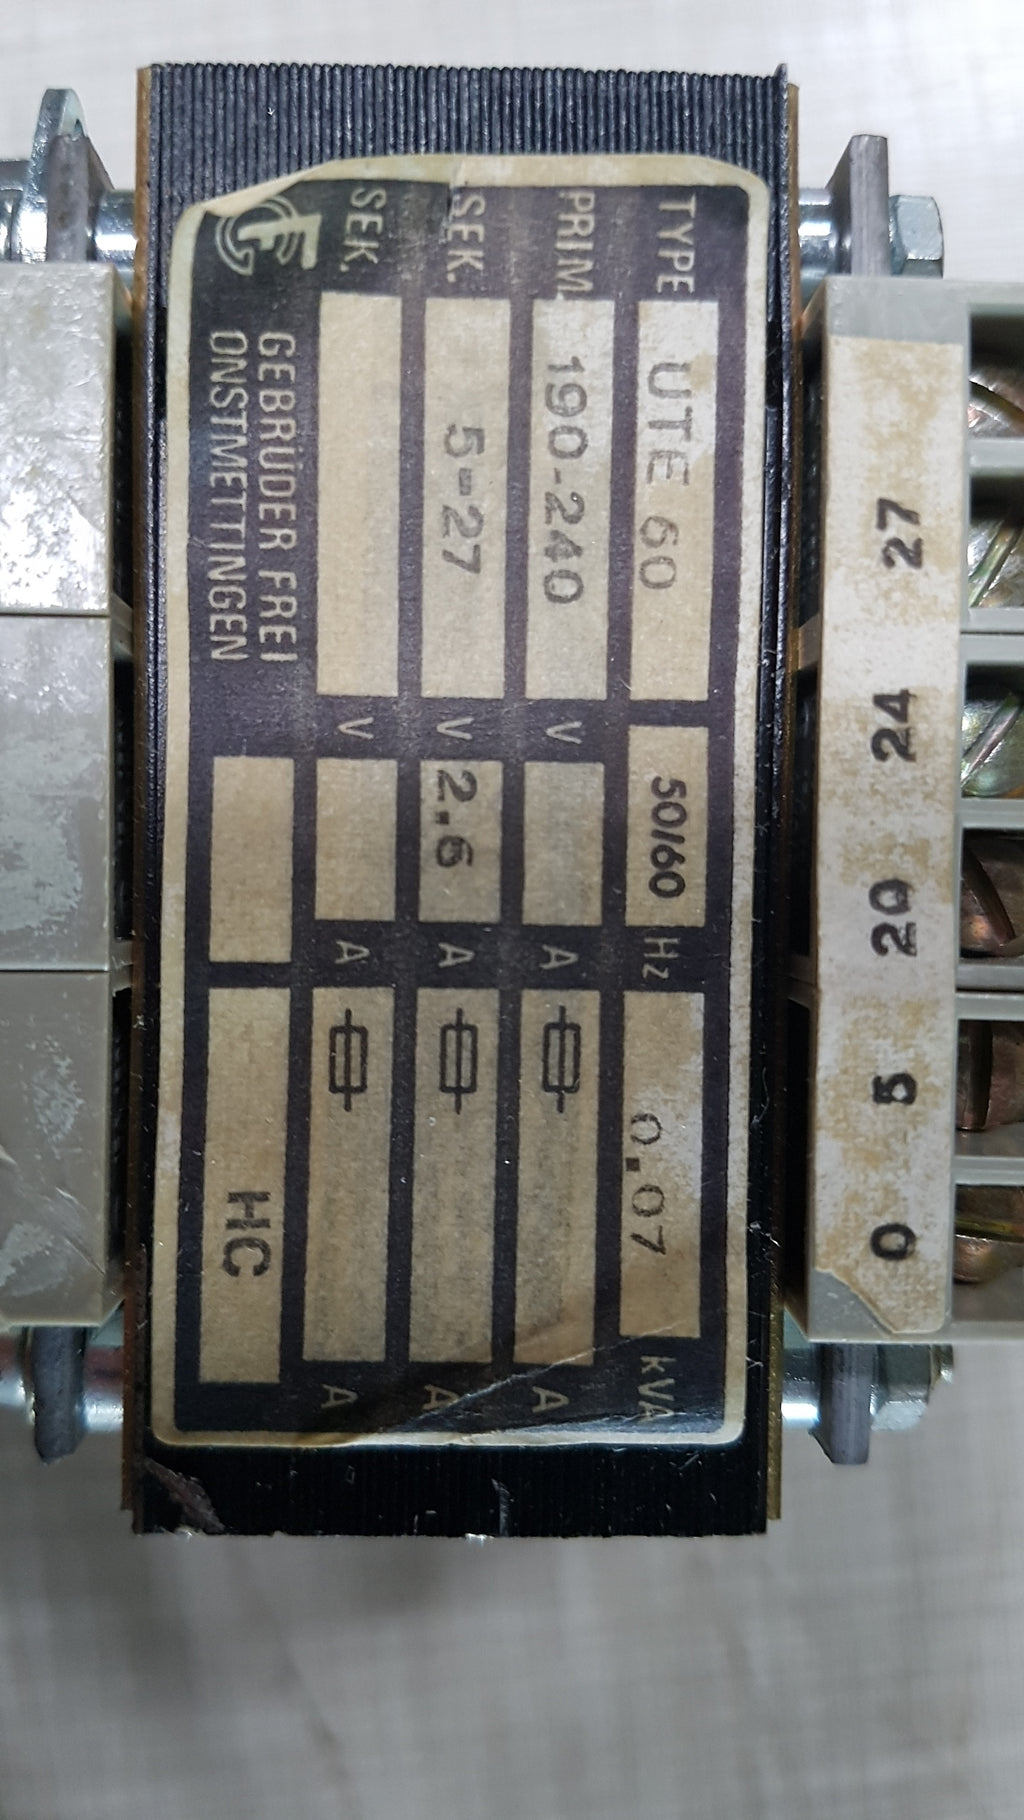 TYPE UTE 60 50/60 Hz 0.07 kVA
PRIM. 190-240 V A A
SEK. 5-27 V 2.6 A A
SEK. V A A
GEBRÜDER FREI
ONSTMETTINGEN
HC
27 24 20 5 0